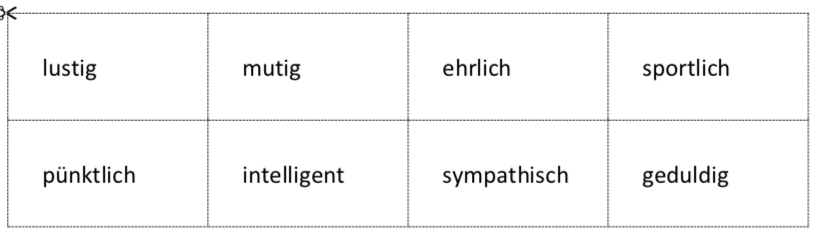 lustig mutig ehrlich sportlich
pünktlich intelligent sympathisch geduldig